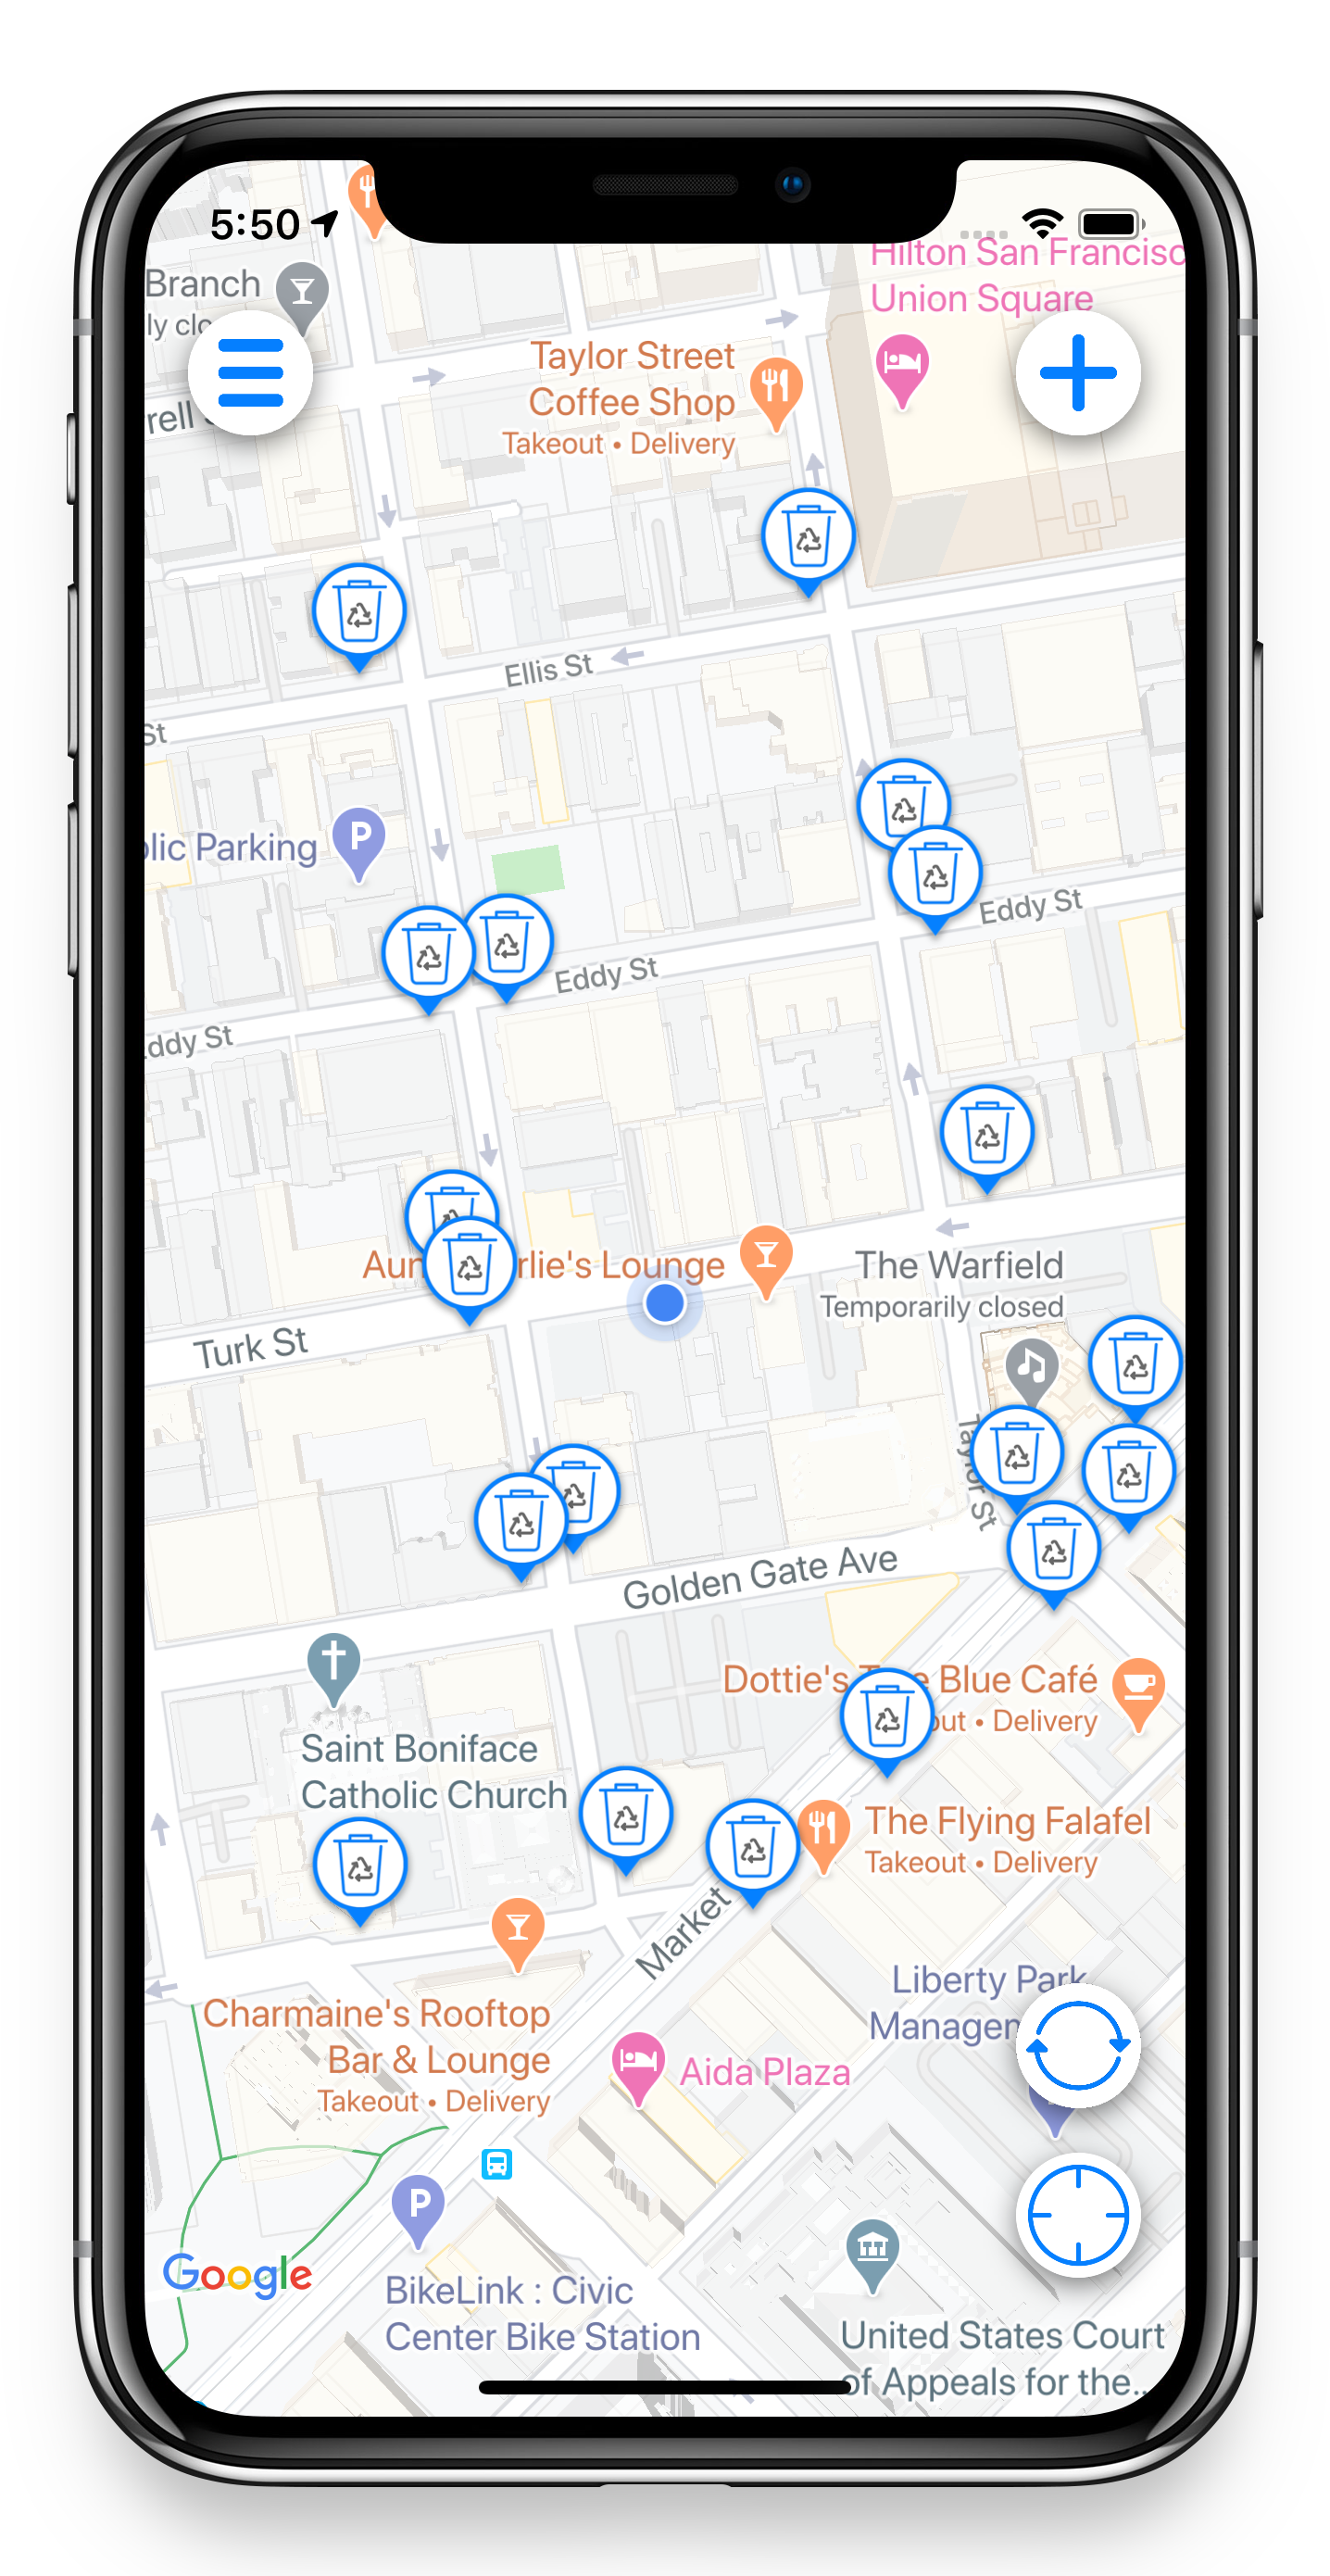 5:50
Hilton San Francisc
Union Square
Branch
ly clo
Taylor Street
Coffee Shop
Takeout • Delivery
rell
Ellis St
St
lic Parking
Eddy St
Eddy St
ddy St
Aun rlie's Lounge
The Warfield
Temporarily closed
Turk St
Taylor St
Golden Gate Ave
Dottie's T e Blue Café
out • Delivery
Saint Boniface
Catholic Church
The Flying Falafel
Takeout • Delivery
Market
Liberty Park
Managem
Charmaine's Rooftop
Bar & Lounge
Takeout • Delivery
Aida Plaza
P
P
Google
BikeLink : Civic
Center Bike Station
United States Court
of Appeals for the...